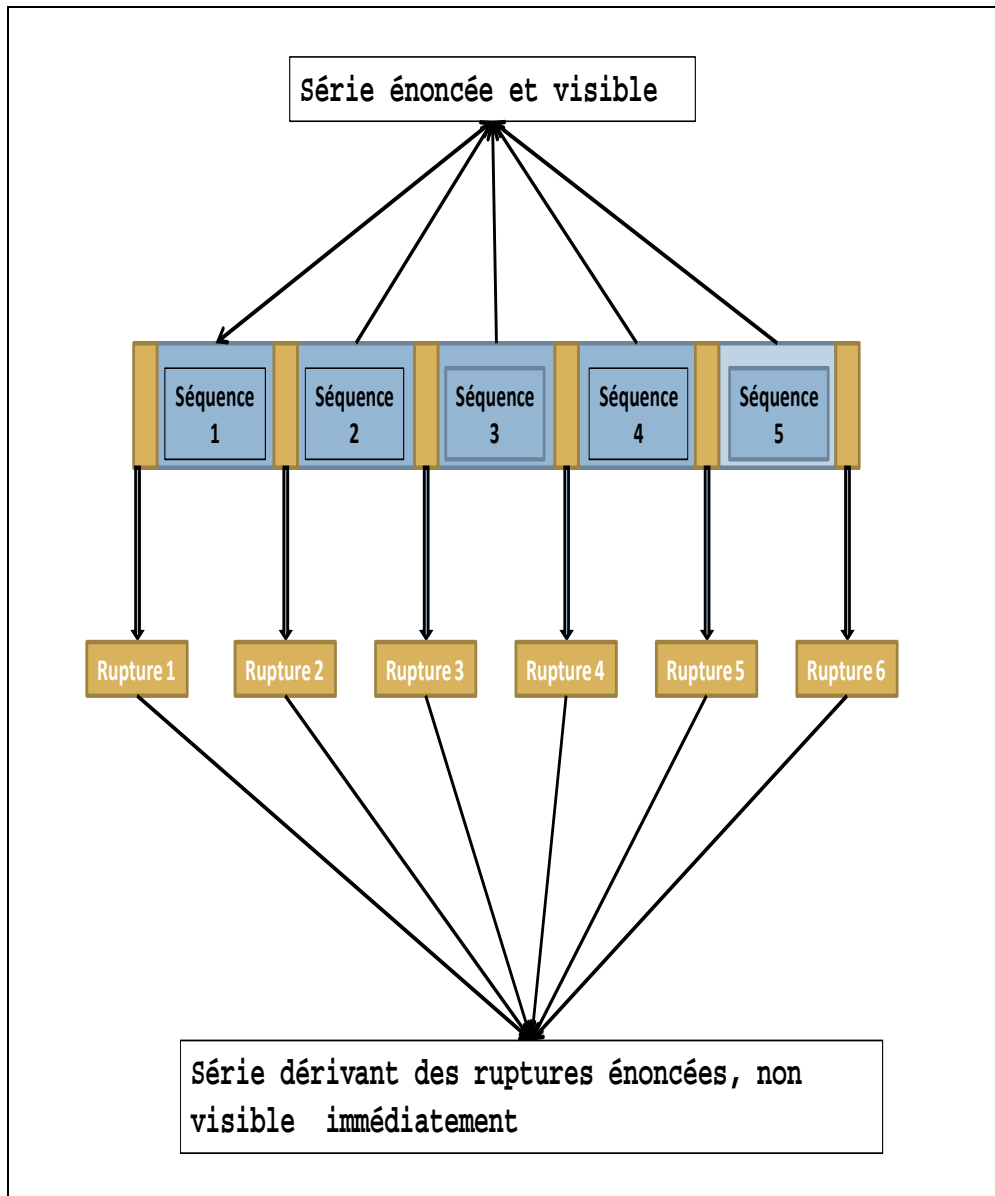 Série énoncée et visible
Séquence
1
Séquence
2
Séquence
3
Séquence
4
Séquence
5
Rupture 1
Rupture 2
Rupture 3
Rupture 4
Rupture 5
Rupture 6
Série dérivant des ruptures énoncées, non
visible immédiatement